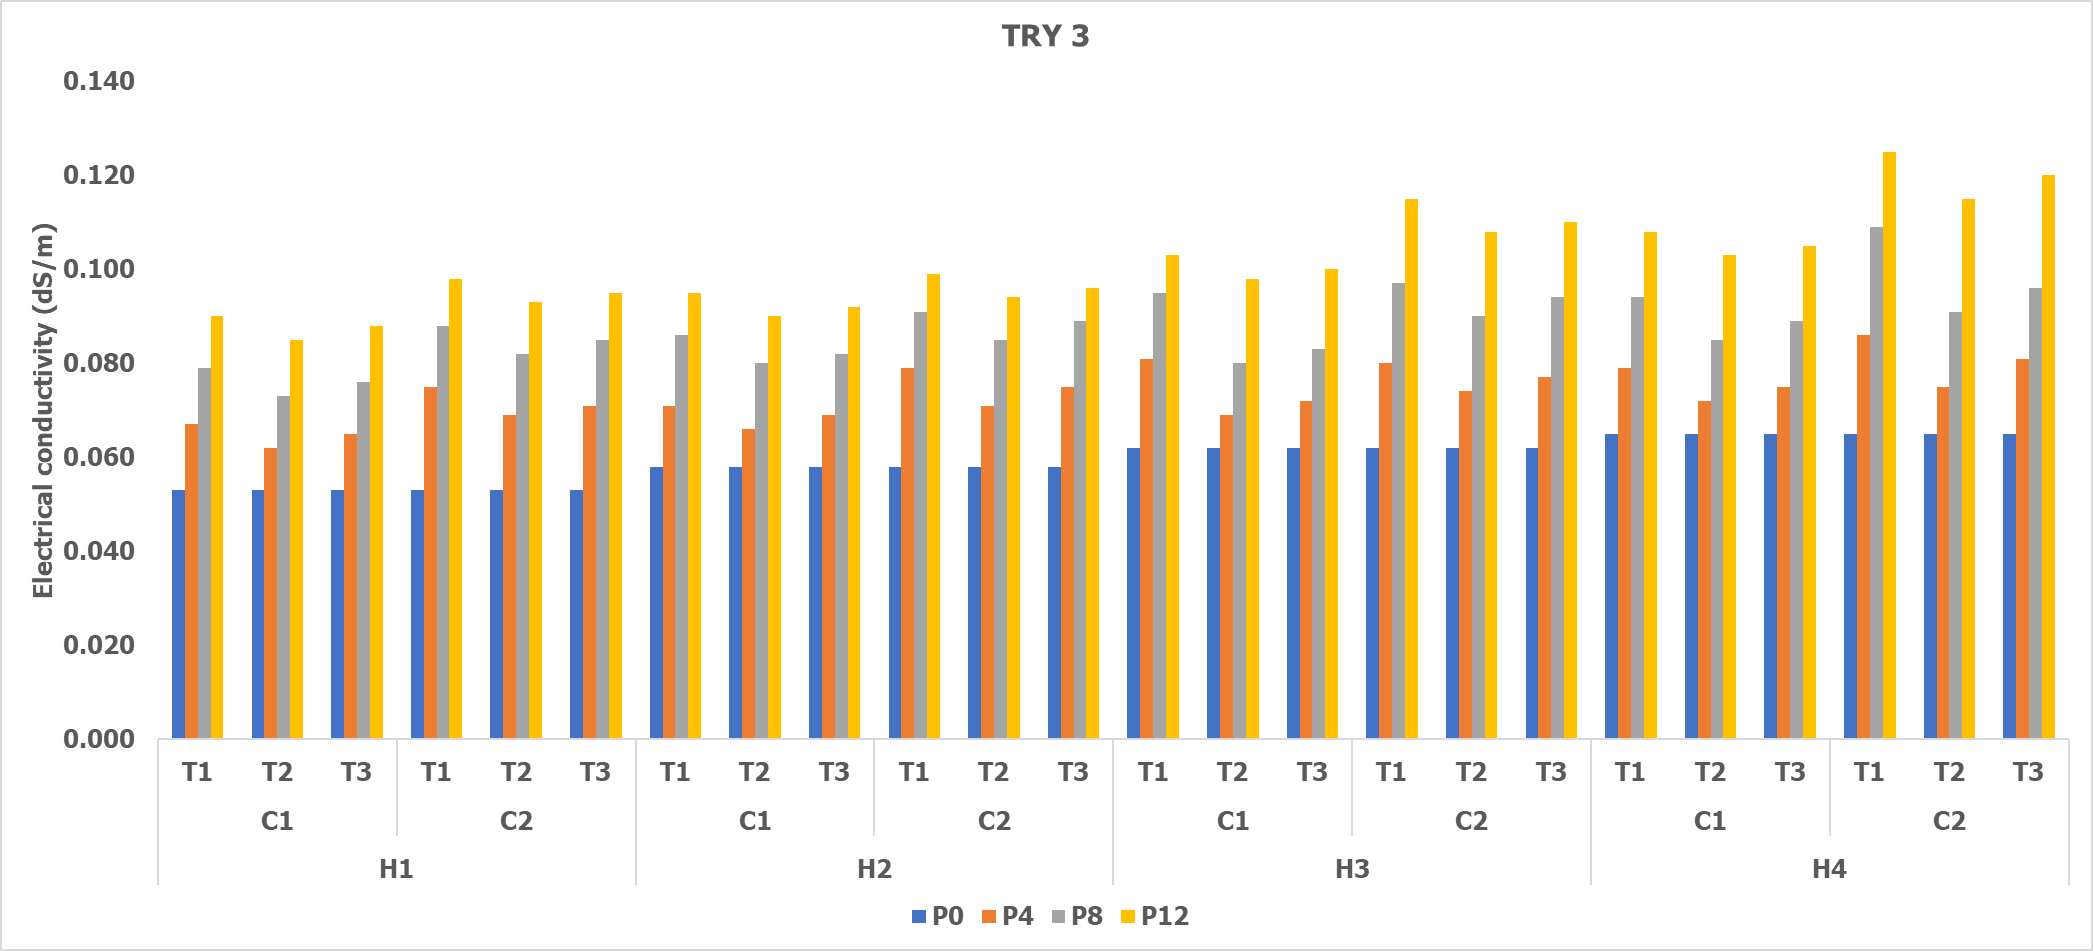 TRY 3
Electrical conductivity (dS/m)
0.140
0.120
0.100
0.080
0.060
0.040
0.020
0.000
T1 T2 T3 T1 T2 T3 T1 T2 T3 T1 T2 T3 T1 T2 T3 T1 T2 T3 T1 T2 T3 T1 T2 T3
C1 C2 C1 C2 C1 C2 C1 C2
H1 H2 H3 H4
P0 P4 P8 P12